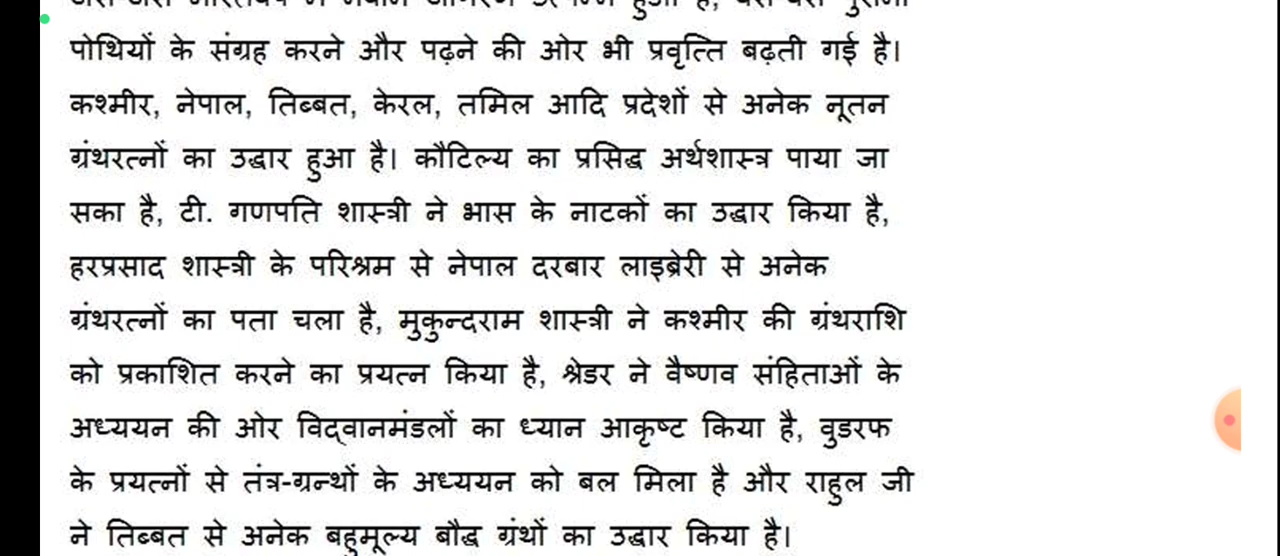 पोथियों के संग्रह करने और पढ़ने की ओर भी प्रवृत्ति बढ़ती गई है।
कश्मीर, नेपाल, तिब्बत, केरल, तमिल आदि प्रदेशों से अनेक नूतन
ग्रंथरत्नों का उद्धार हुआ है। कौटिल्य का प्रसिद्ध अर्थशास्त्र पाया जा
सका है, टी. गणपति शास्त्री ने भास के नाटकों का उद्धार किया है,
हरप्रसाद शास्त्री के परिश्रम से नेपाल दरबार लाइब्रेरी से अनेक
ग्रंथरत्नों का पता चला है, मुकुन्दराम शास्त्री ने कश्मीर की ग्रंथराशि
को प्रकाशित करने का प्रयत्न किया है, श्रेडर ने वैष्णव संहिताओं के
अध्ययन की ओर विद्वानमंडलों का ध्यान आकृष्ट किया है, वुडरफ
के प्रयत्नों से तंत्र-ग्रन्थों के अध्ययन को बल मिला है और राहुल जी
ने तिब्बत से अनेक बहुमूल्य बौद्ध ग्रंथों का उद्धार किया है।